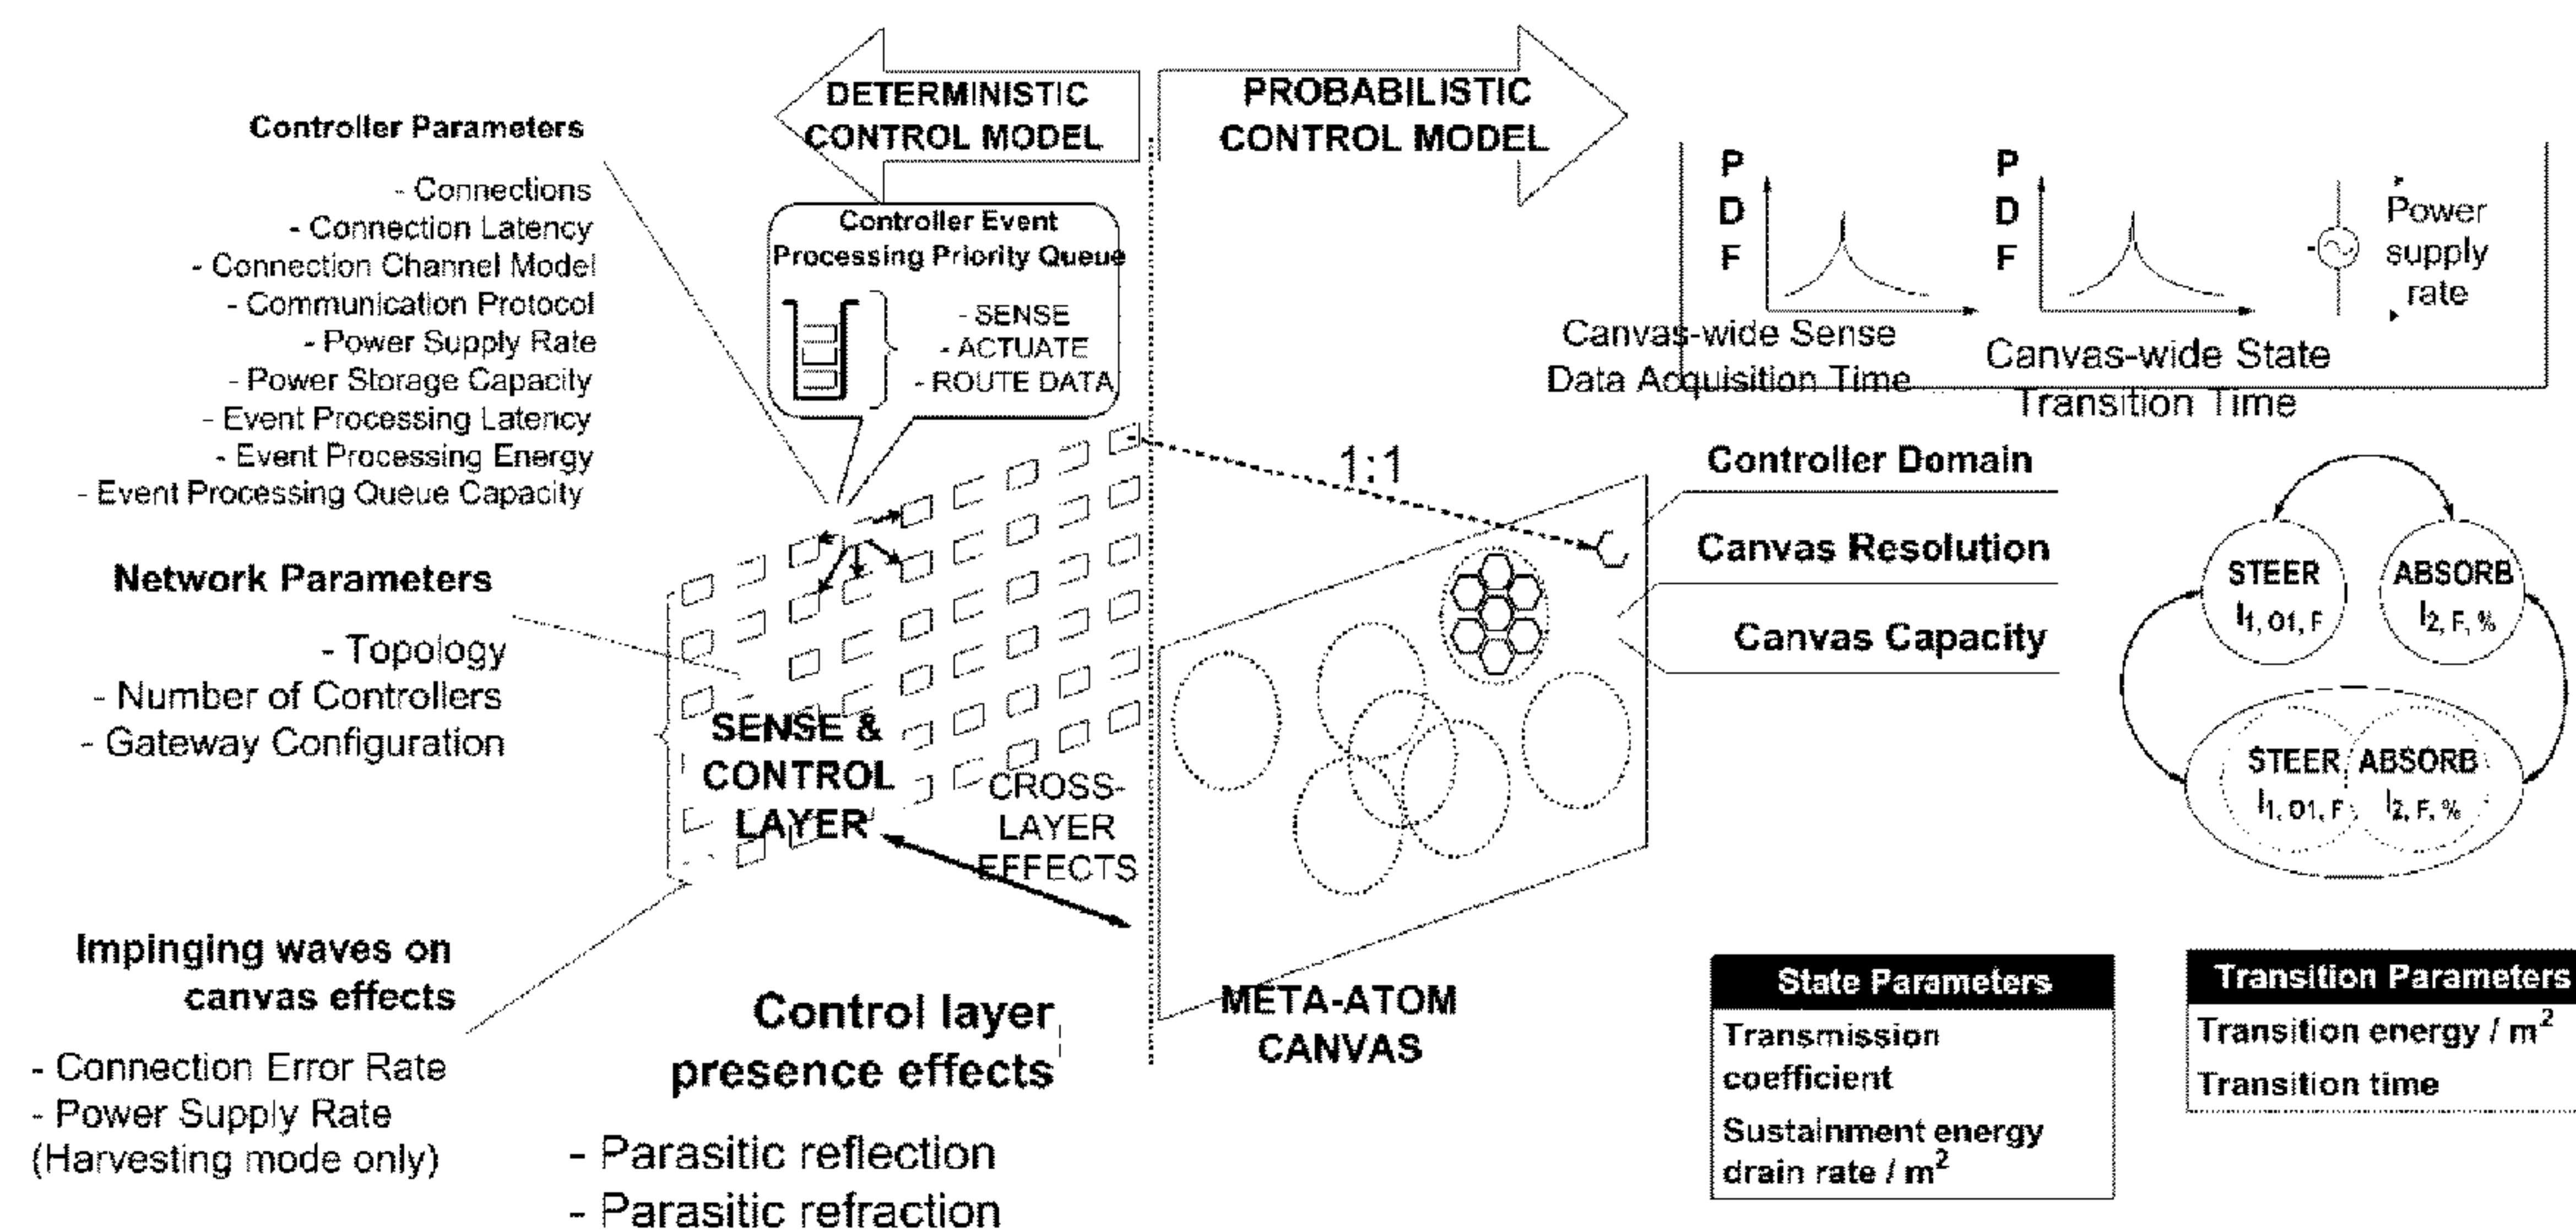 DETERMINISTIC
CONTROL MODEL
PROBABILISTIC
CONTROL MODEL
Controller Parameters
- Connections
- Connection Latency
- Connection Channel Model
- Communication Protocol
- Power Supply Rate
- Power Storage Capacity
- Event Processing Latency
- Event Processing Energy
- Event Processing Queue Capacity
Controller Event
Processing Priority Queue
- SENSE
- ACTUATE
- ROUTE DATA
P
D
F
Canvas-wide Sense
Data Acquisition Time
P
D
F
Canvas-wide State
Transition Time
Power
supply
rate
1:1
Controller Domain
Canvas Resolution
Canvas Capacity
Network Parameters
- Topology
- Number of Controllers
- Gateway Configuration
SENSE &
CONTROL
LAYER
CROSS-
LAYER
EFFECTS
STEER
I1, O1, F
ABSORB
I2, F, %
STEER
I1, O1, F
ABSORB
I2, F, %
Impinging waves on
canvas effects
- Connection Error Rate
- Power Supply Rate
(Harvesting mode only)
Control layer
presence effects
- Parasitic reflection
- Parasitic refraction
META-ATOM
CANVAS
State Parameters
Transmission
coefficient
Sustainment energy
drain rate / m²
Transition Parameters
Transition energy / m²
Transition time